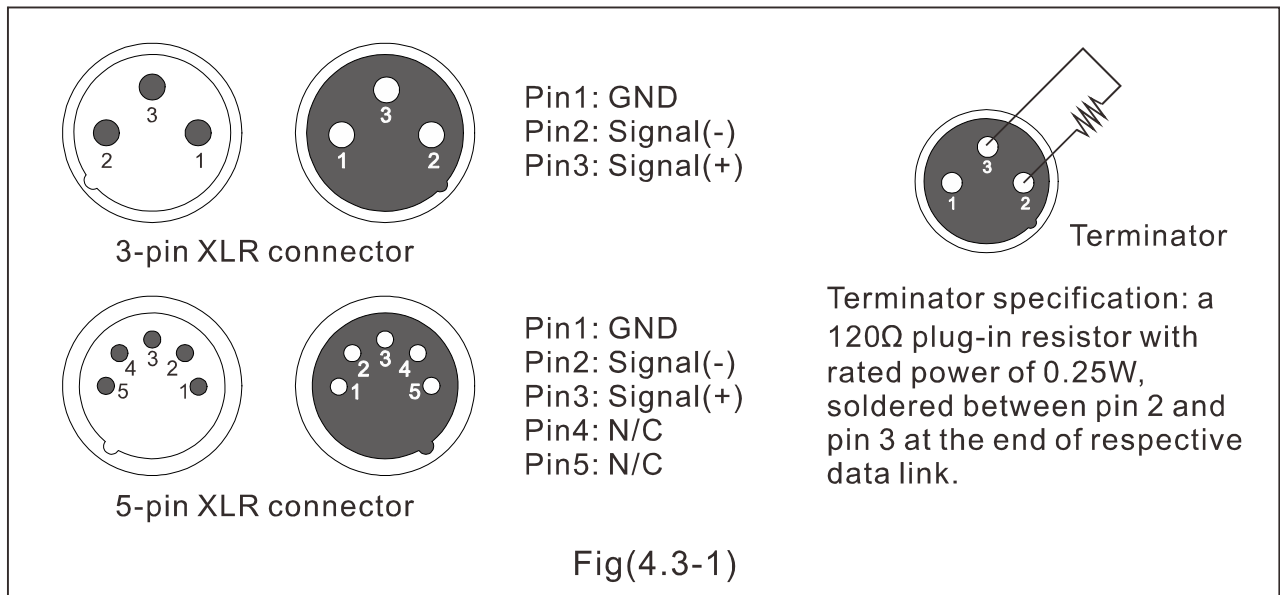 3
2
1
3
1
2
3-pin XLR connector
Pin1: GND
Pin2: Signal(-)
Pin3: Signal(+)
3
1
2
Terminator
4
3
2
5
1
2
3
4
1
5
5-pin XLR connector
Pin1: GND
Pin2: Signal(-)
Pin3: Signal(+)
Pin4: N/C
Pin5: N/C
Terminator specification: a
120Ω plug-in resistor with
rated power of 0.25W,
soldered between pin 2 and
pin 3 at the end of respective
data link.
Fig(4.3-1)